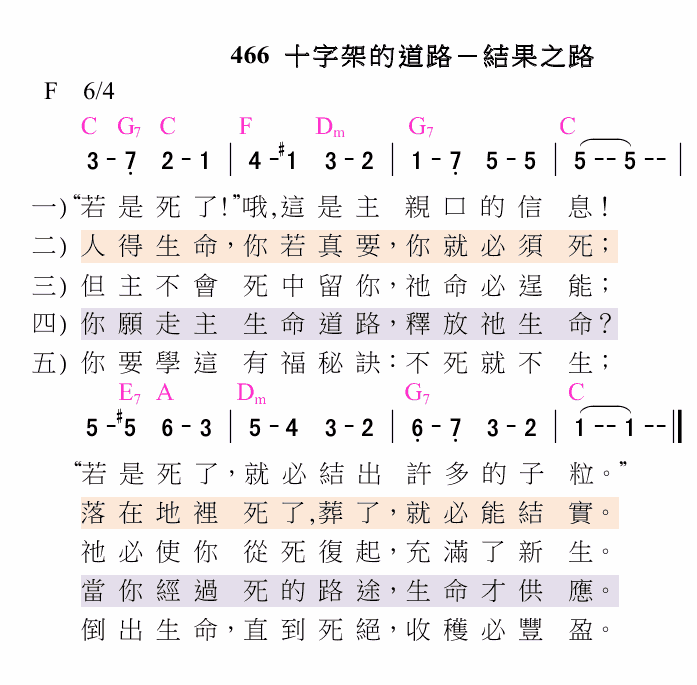 466 十字架的道路－結果之路
F 6/4
C G7 C F Dm G7 C
3 - 7 2 - 1 | 4 - #1 3 - 2 | 1 - 7 5 - 5 | 5 - - 5 - - |
一) “若是死了!”哦,這是主 親口的信息!
二) 人得生命，你若真要，你就必須死；
三) 但主不會 死中留你，祂命必逞能；
四) 你願走主 生命道路，釋放祂生命？
五) 你要學這 有福秘訣：不死就不生；
E7 A Dm G7 C
5 - #5 6 - 3 | 5 - 4 3 - 2 | 6 - 7 3 - 2 | 1 - - 1 - - ||
“若是死了，就必結出 許多的子粒。”
落在地裡 死了,葬了，就必能結實。
祂必使你 從死復起，充滿了新生。
當你經過 死的路途，生命才供應。
倒出生命，直到死絕，收穫必豐盈。